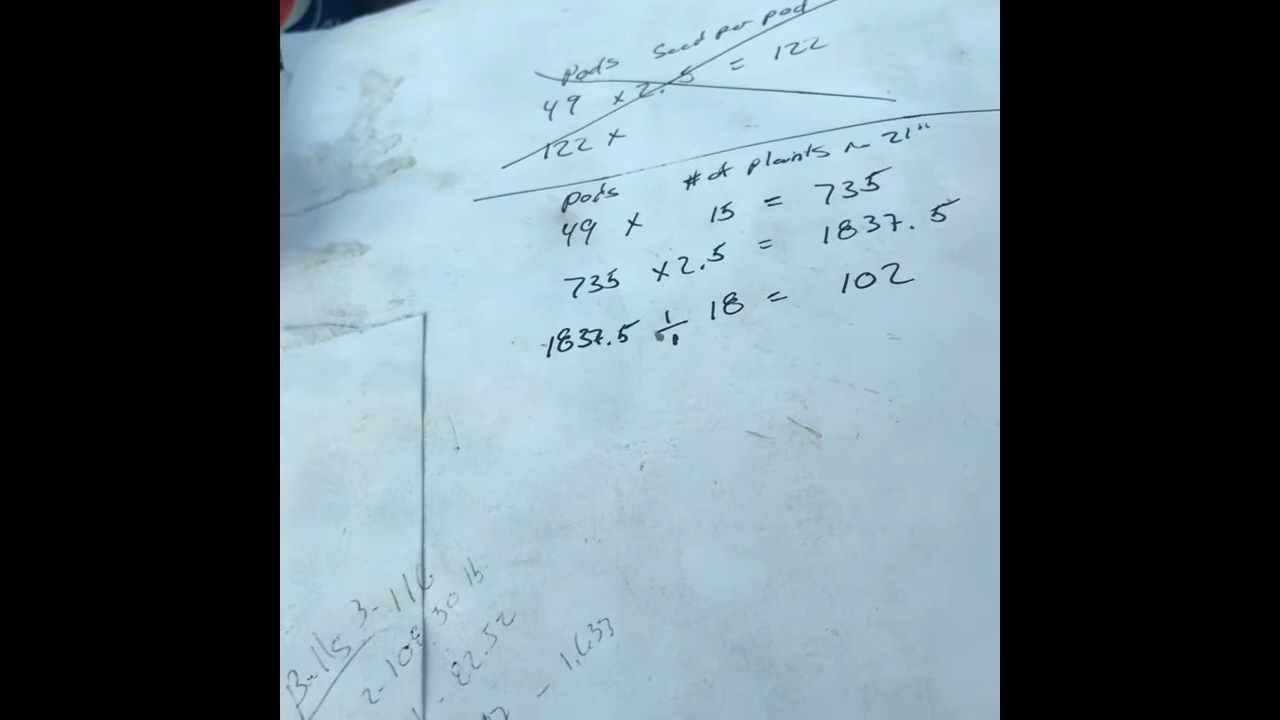 Pods Seed per pod
49 x 2.5 = 122
122 x
Pods # of plants in 21"
49 x 15 = 735
735 x 2.5 = 1837.5
1837.5 ÷ 18 = 102
3-116
2-108.30 lb
- 82.52
- 1,633